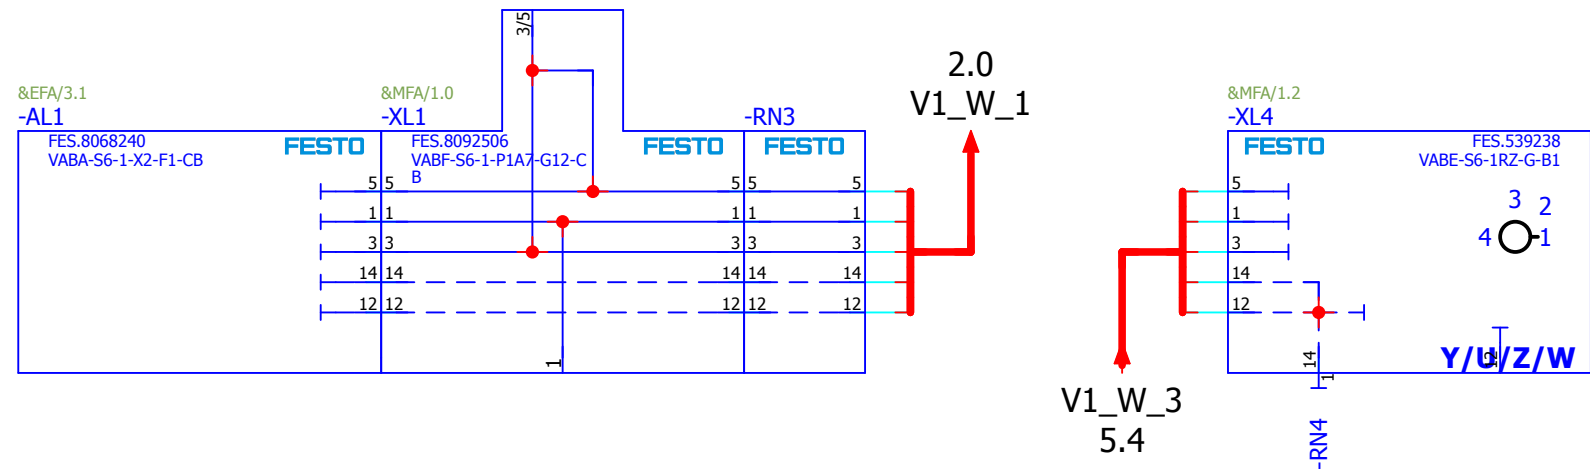 3/5
2.0
V1_W_1
&EFA/3.1
-AL1
&MFA/1.0
-XL1
-RN3
&MFA/1.2
-XL4
FES.8068240
VABA-S6-1-X2-F1-CB
FESTO
FES.8092506
VABF-S6-1-P1A7-G12-C
B
FESTO
FESTO
FESTO
FES.539238
VABE-S6-1RZ-G-B1
5 5 5 5 5 5
1 1 1 1 1 1
3 3 3 3 3 3
14 14 14 14 14 14
12 12 12 12 12 12
3 2
4 1
1
14
1
12
Y/U/Z/W
V1_W_3
5.4
-RN4